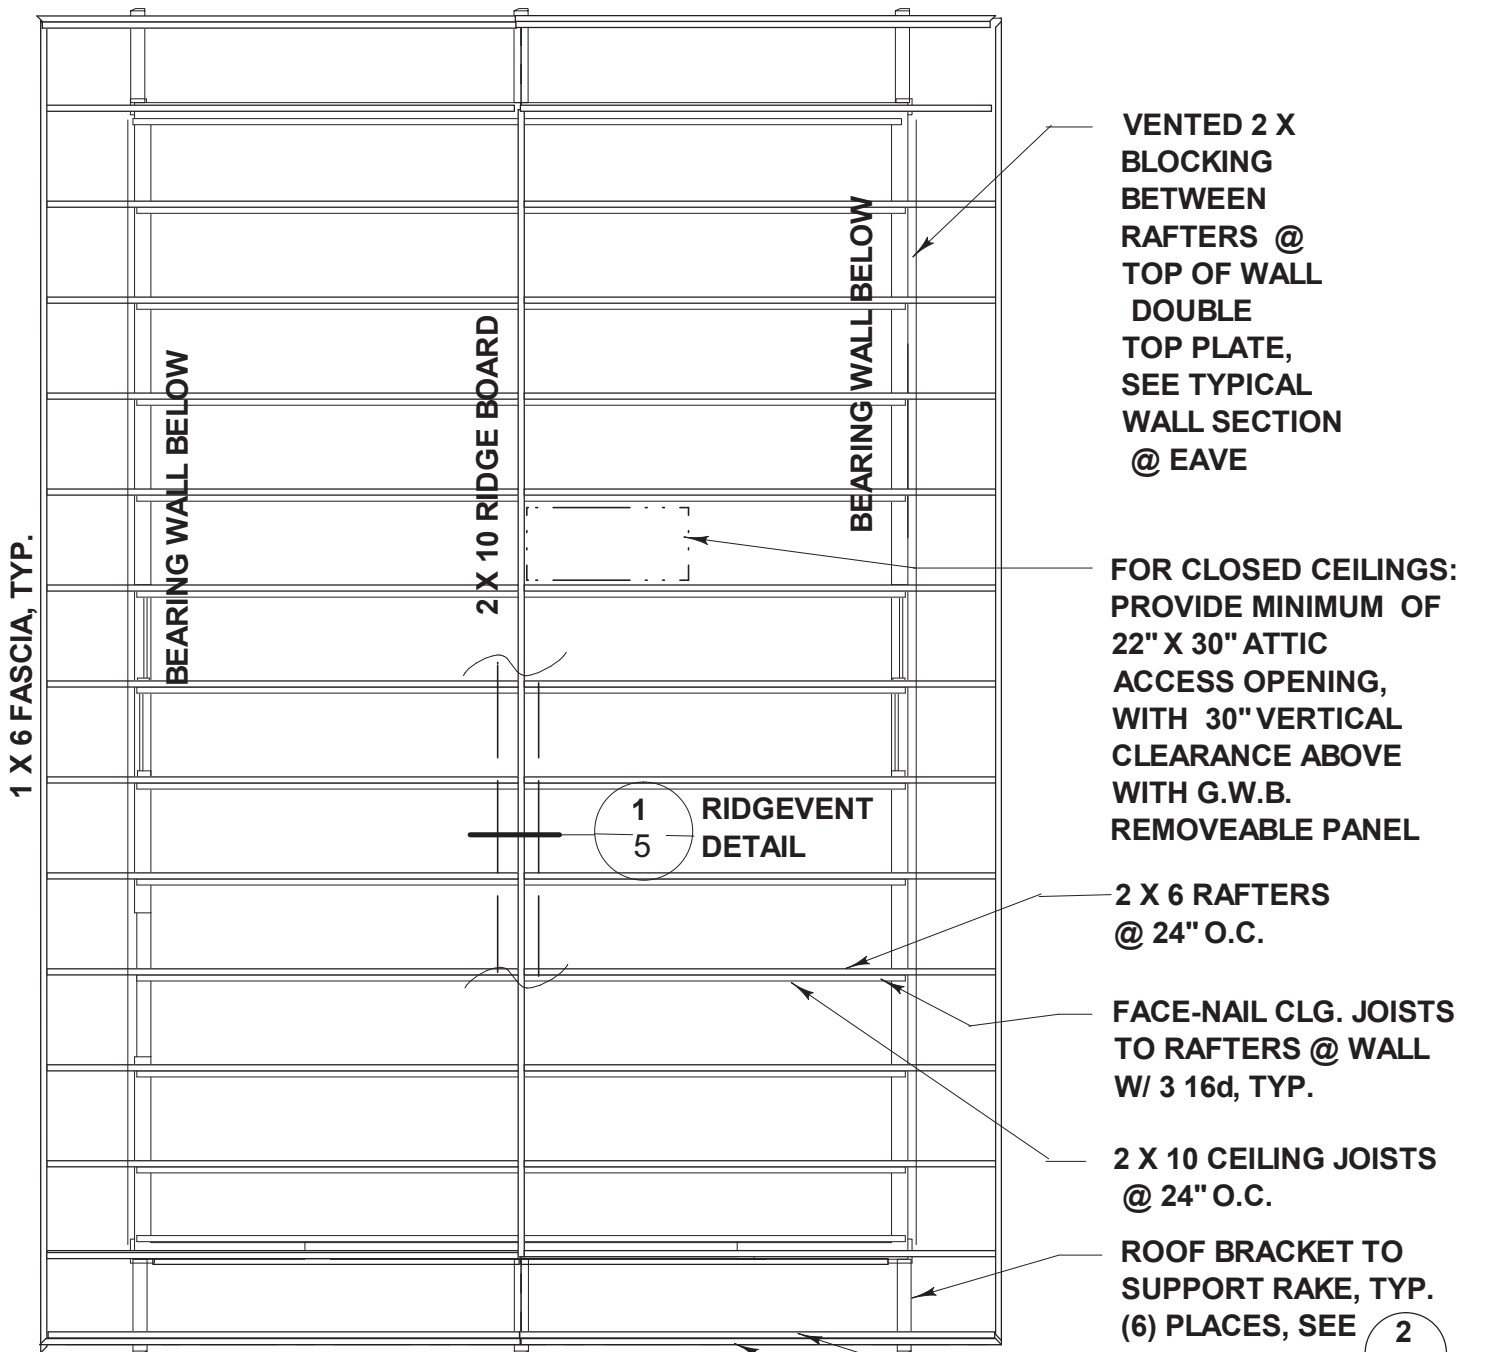 VENTED 2 X
BLOCKING
BETWEEN
RAFTERS @
TOP OF WALL
DOUBLE
TOP PLATE,
SEE TYPICAL
WALL SECTION
@ EAVE
BEARING WALL BELOW
2 X 10 RIDGE BOARD
BEARING WALL BELOW
1 X 6 FASCIA, TYP.
FOR CLOSED CEILINGS:
PROVIDE MINIMUM OF
22" X 30" ATTIC
ACCESS OPENING,
WITH 30" VERTICAL
CLEARANCE ABOVE
WITH G.W.B.
REMOVEABLE PANEL
1
5
RIDGEVENT
DETAIL
2 X 6 RAFTERS
@ 24" O.C.
FACE-NAIL CLG. JOISTS
TO RAFTERS @ WALL
W/ 3 16d, TYP.
2 X 10 CEILING JOISTS
@ 24" O.C.
ROOF BRACKET TO
SUPPORT RAKE, TYP.
(6) PLACES, SEE
2